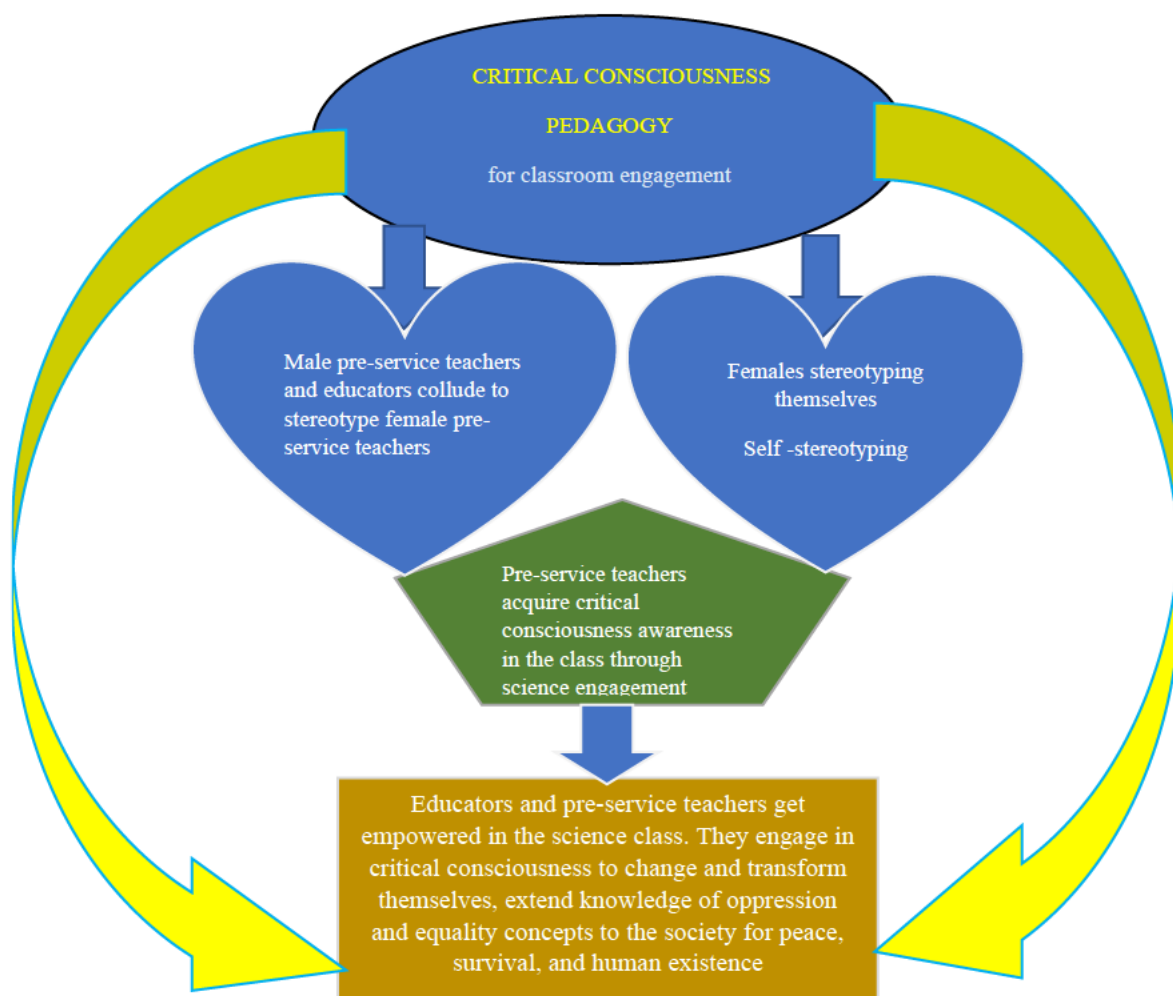 CRITICAL CONSCIOUSNESS
PEDAGOGY
for classroom engagement
Male pre-service teachers
and educators collude to
stereotype female pre-
service teachers
Females stereotyping
themselves
Self -stereotyping
Pre-service teachers
acquire critical
consciousness awareness
in the class through
science engagement
Educators and pre-service teachers get
empowered in the science class. They engage in
critical consciousness to change and transform
themselves, extend knowledge of oppression
and equality concepts to the society for peace,
survival, and human existence